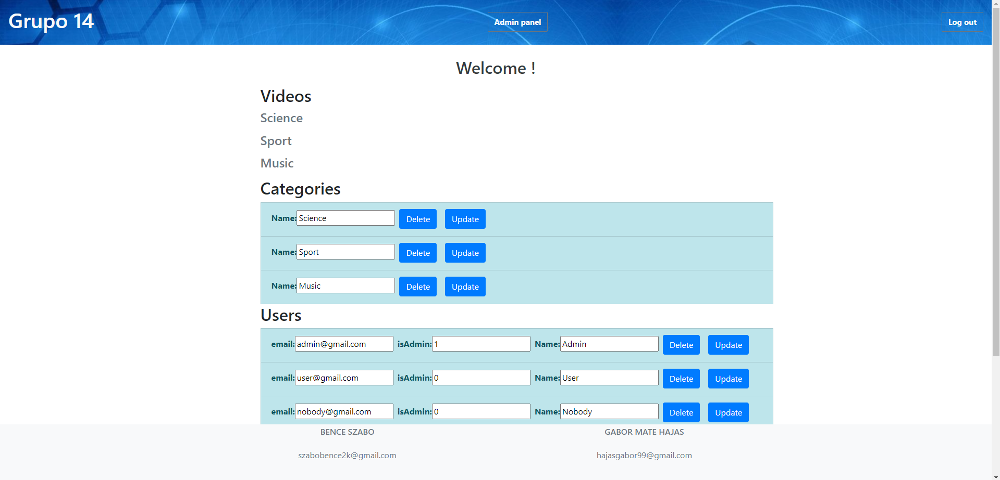 Grupo 14
Admin panel
Log out
Welcome !
Videos
Science
Sport
Music
Categories
Name: Science Delete Update
Name: Sport Delete Update
Name: Music Delete Update
Users
email: admin@gmail.com isAdmin: 1 Name: Admin Delete Update
email: user@gmail.com isAdmin: 0 Name: User Delete Update
email: nobody@gmail.com isAdmin: 0 Name: Nobody Delete Update
BENCE SZABO GABOR MATE HAJAS
szabobence2k@gmail.com hajasgabor99@gmail.com